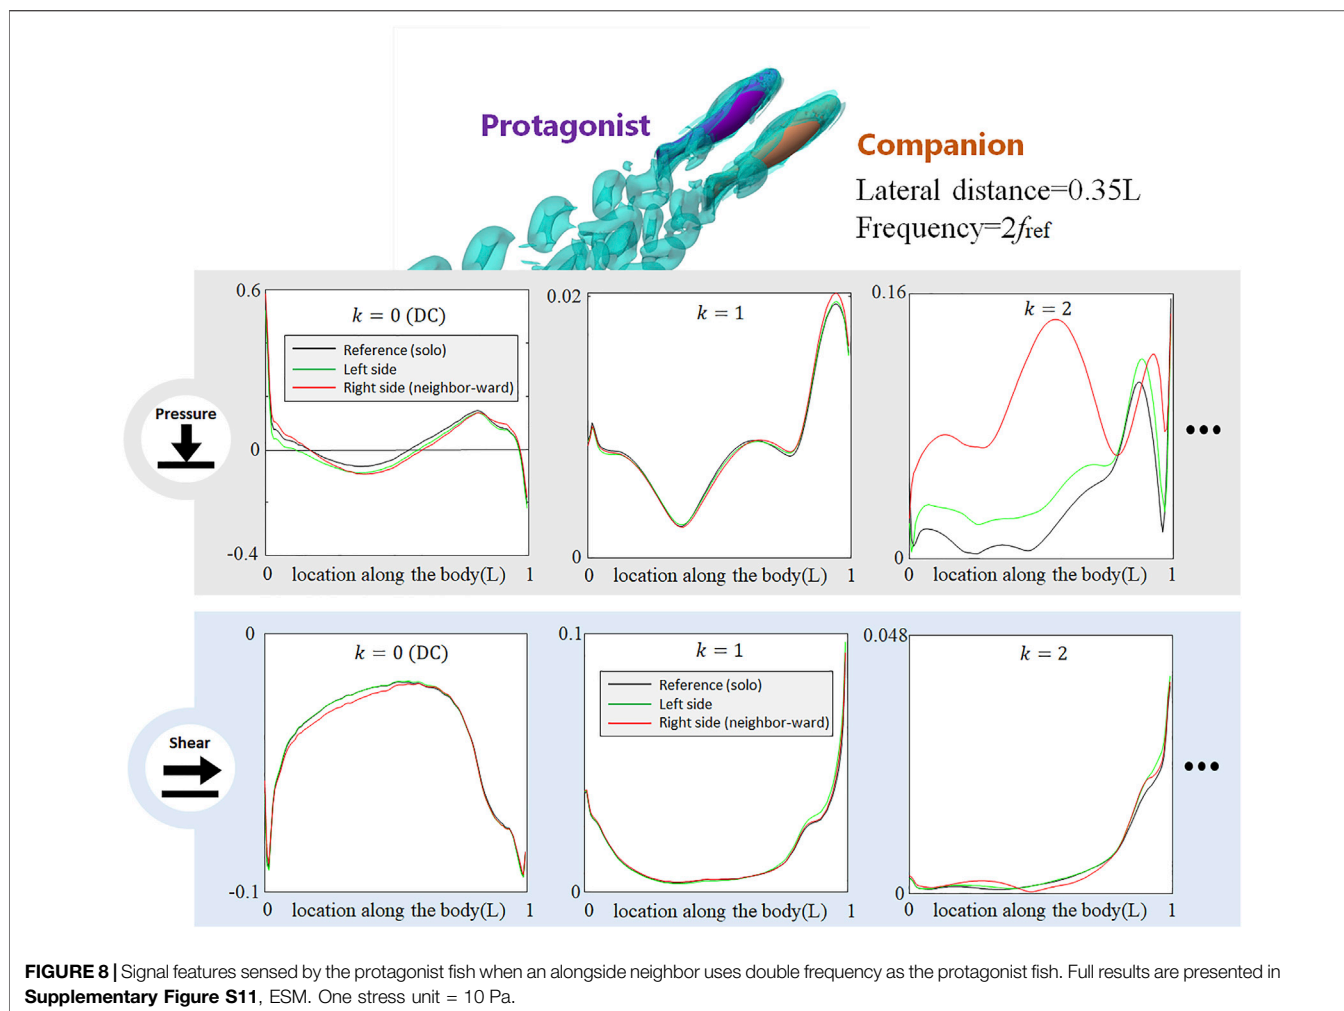 Protagonist
Companion
Lateral distance=0.35L
Frequency=2fref
Pressure
0.6
0
-0.4
k = 0 (DC)
Reference (solo)
Left side
Right side (neighbor-ward)
0 location along the body(L) 1
0.02
0
k = 1
0 location along the body(L) 1
0.16
0
k = 2
0 location along the body(L) 1
•••
Shear
0
-0.1
k = 0 (DC)
0 location along the body(L) 1
0.1
0
k = 1
Reference (solo)
Left side
Right side (neighbor-ward)
0 location along the body(L) 1
0.048
0
k = 2
0 location along the body(L) 1
•••
FIGURE 8 | Signal features sensed by the protagonist fish when an alongside neighbor uses double frequency as the protagonist fish. Full results are presented in
Supplementary Figure S11, ESM. One stress unit = 10 Pa.